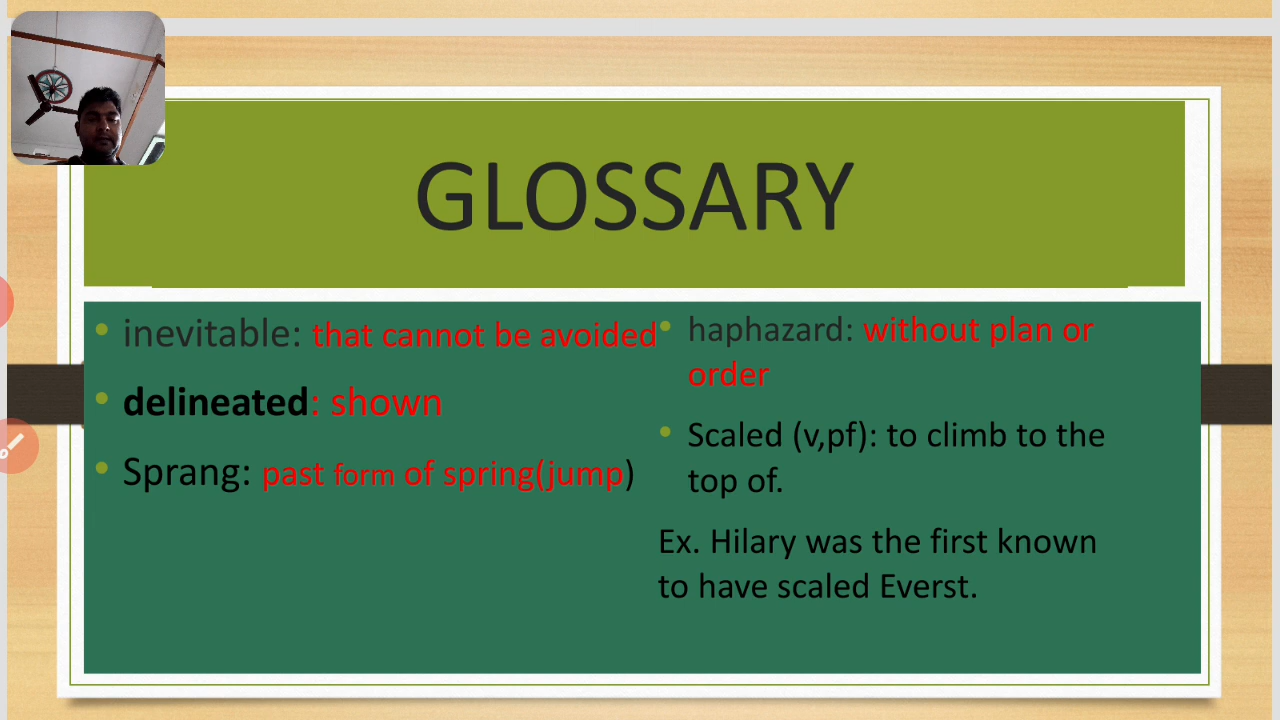 GLOSSARY
inevitable: that cannot be avoided
delineated: shown
Sprang: past form of spring(jump)
haphazard: without plan or
order
Scaled (v,pf): to climb to the
top of.
Ex. Hilary was the first known
to have scaled Everst.